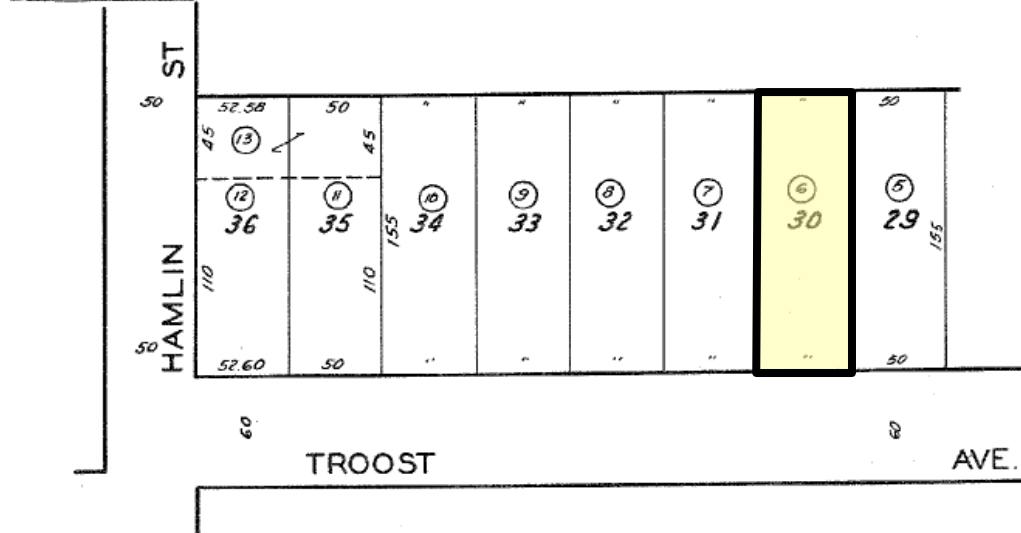 ST
50
52.58 50 " " " " " 50
45 13 45
12 11 10 9 8 7 6 5
36 35 34 33 32 31 30 29
155 155
110 110
HAMLIN
50
52.60 50 " " " " " 50
60 60
TROOST AVE.